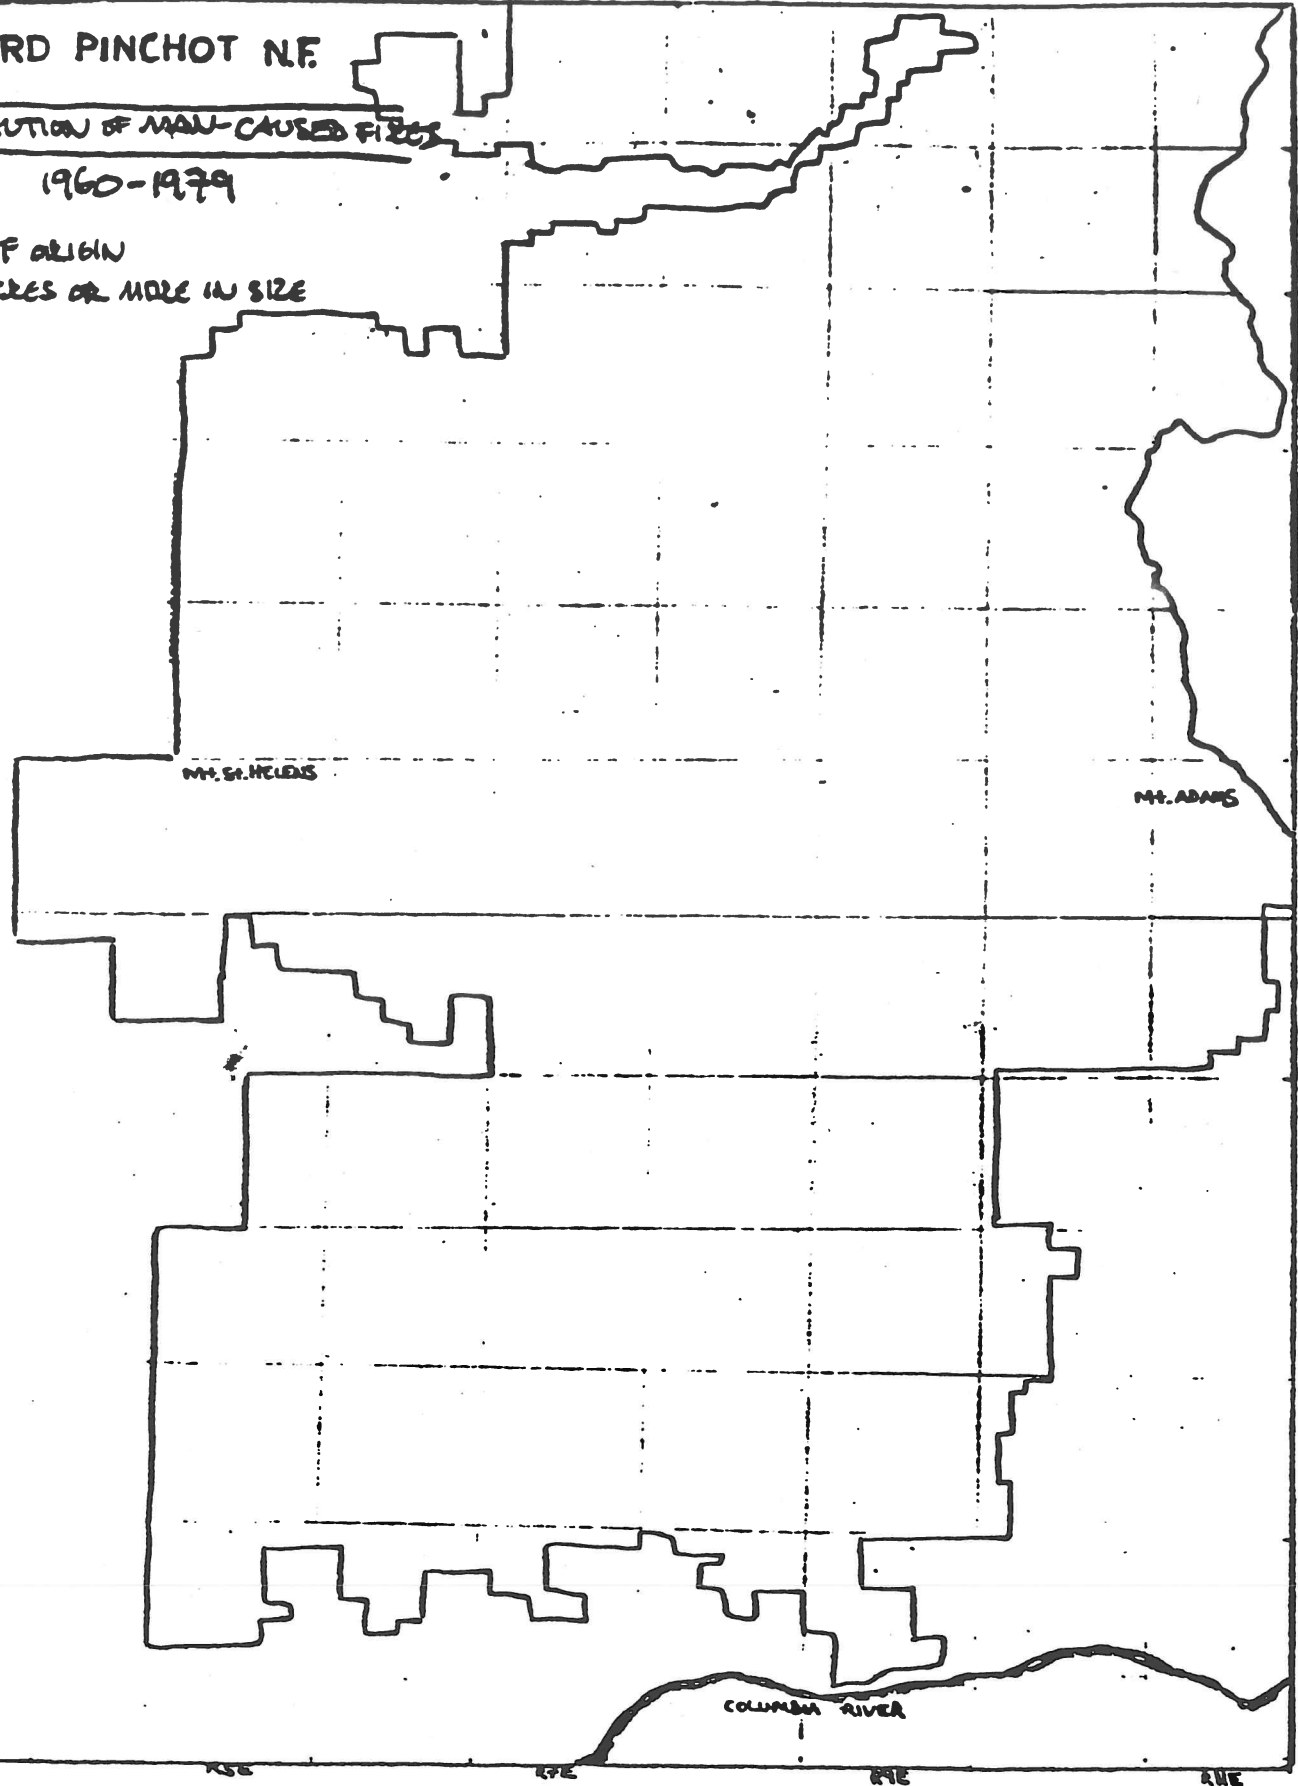 RD PINCHOT N.F.
UTION OF MAN-CAUSED FIRES
1960-1979
F ORIGIN
CRES OR MORE IN SIZE
Mt. St. HELENS
Mt. ADAMS
COLUMBIA RIVER
R5E R7E R9E R11E